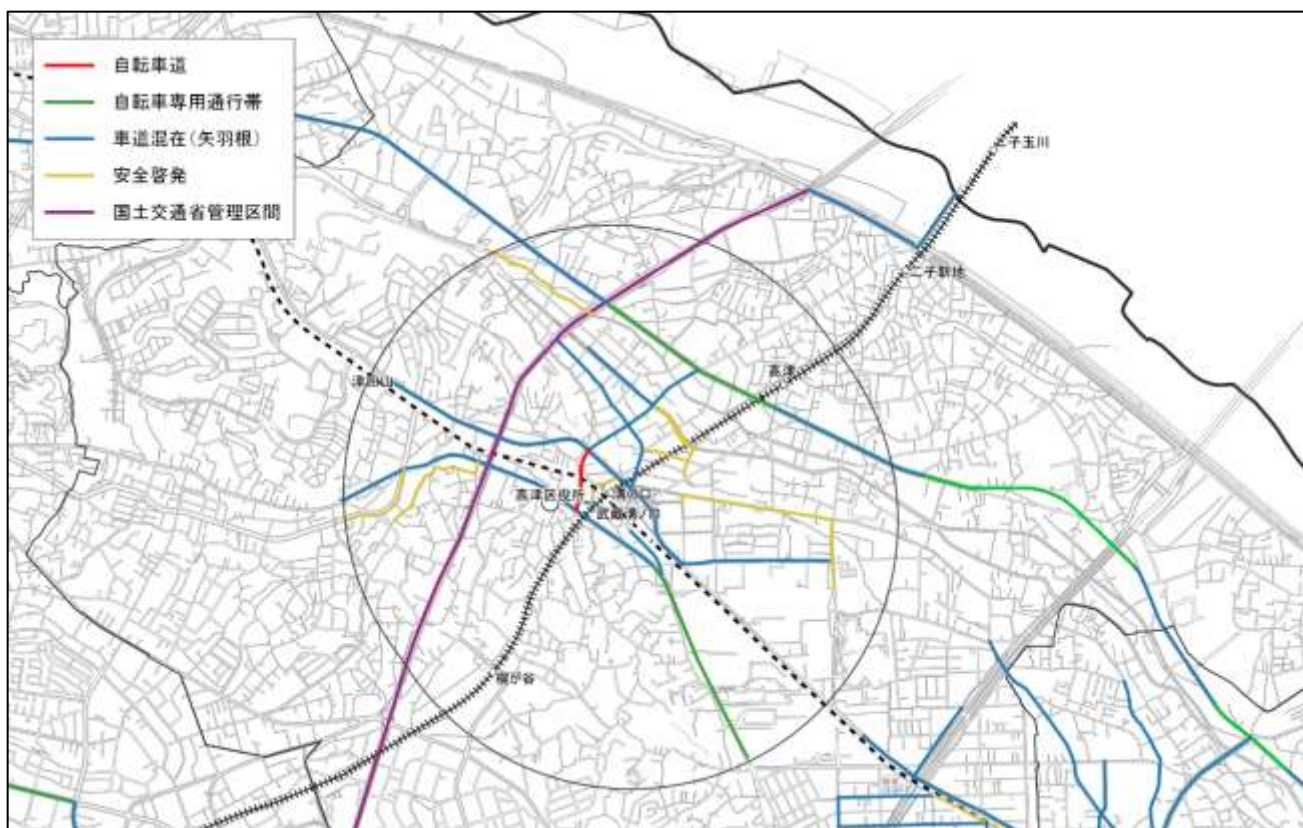 自転車道
自転車専用通行帯
車道混在(矢羽根)
安全啓発
国土交通省管理区間
二子玉川
二子新地
高津
津田山
高津区役所
溝の口
武蔵溝ノ口
梶が谷